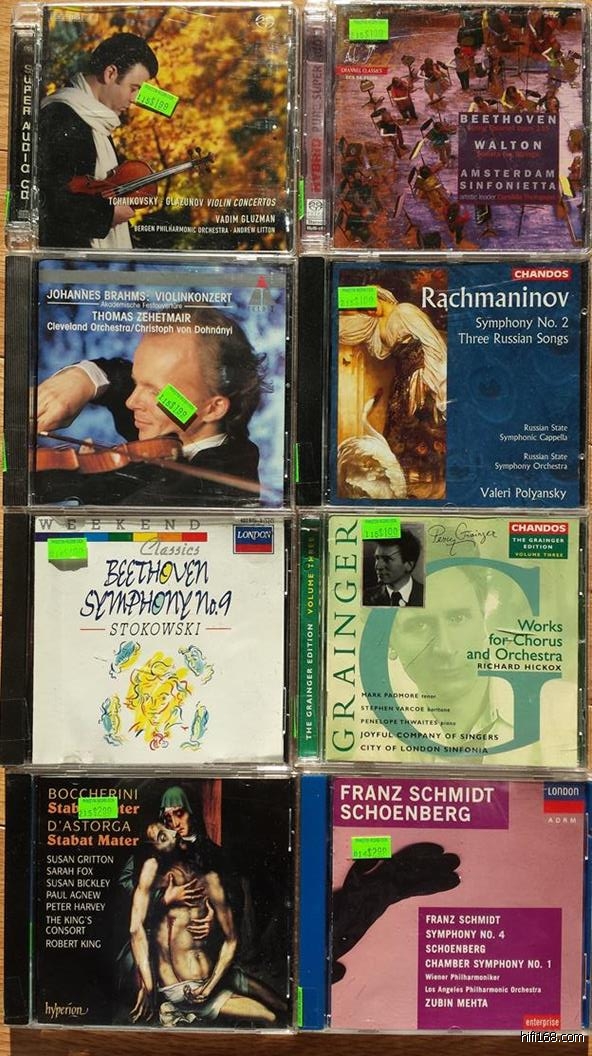 SUPER AUDIO CD
TCHAIKOVSKY · GLAZUNOV VIOLIN CONCERTOS
VADIM GLUZMAN
BERGEN PHILHARMONIC ORCHESTRA · ANDREW LITTON
CHANNEL CLASSICS
BEETHOVEN
WALTON
AMSTERDAM
SINFONIETTA
JOHANNES BRAHMS: VIOLINKONZERT
Akademische Festouvertüre
THOMAS ZEHETMAIR
Cleveland Orchestra/Christoph von Dohnányi
CHANDOS
Rachmaninov
Symphony No. 2
Three Russian Songs
Russian State
Symphonic Cappella
Russian State
Symphony Orchestra
Valeri Polyansky
WEEKEND
Classics
LONDON
BEETHOVEN
SYMPHONY No.9
STOKOWSKI
THE GRAINGER EDITION VOLUME THREE
GRAINGER
Percy Grainger
CHANDOS
THE GRAINGER
EDITION
VOLUME THREE
G
Works
for Chorus
and Orchestra
RICHARD HICKOX
MARK PADMORE tenor
STEPHEN VARCOE baritone
PENELOPE THWAITES piano
JOYFUL COMPANY OF SINGERS
CITY OF LONDON SINFONIA
BOCCHERINI
Stabat Mater
D'ASTORGA
Stabat Mater
SUSAN GRITTON
SARAH FOX
SUSAN BICKLEY
PAUL AGNEW
PETER HARVEY
THE KING'S
CONSORT
ROBERT KING
hyperion
FRANZ SCHMIDT
SCHOENBERG
LONDON
ADRM
FRANZ SCHMIDT
SYMPHONY NO. 4
SCHOENBERG
CHAMBER SYMPHONY NO. 1
Wiener Philharmoniker
Los Angeles Philharmonic Orchestra
ZUBIN MEHTA
enterprise
hifi168.com